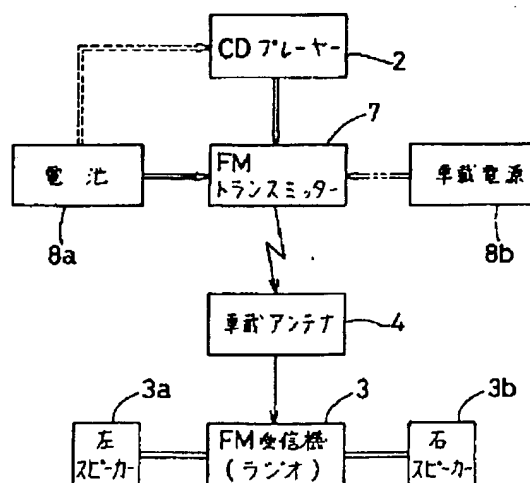 CDプレーヤー
2
7
電池
FM
トランスミッター
車載電源
8a
8b
車載アンテナ
4
3a
3
3b
左
スピーカー
FM受信機
(ラジオ)
右
スピーカー